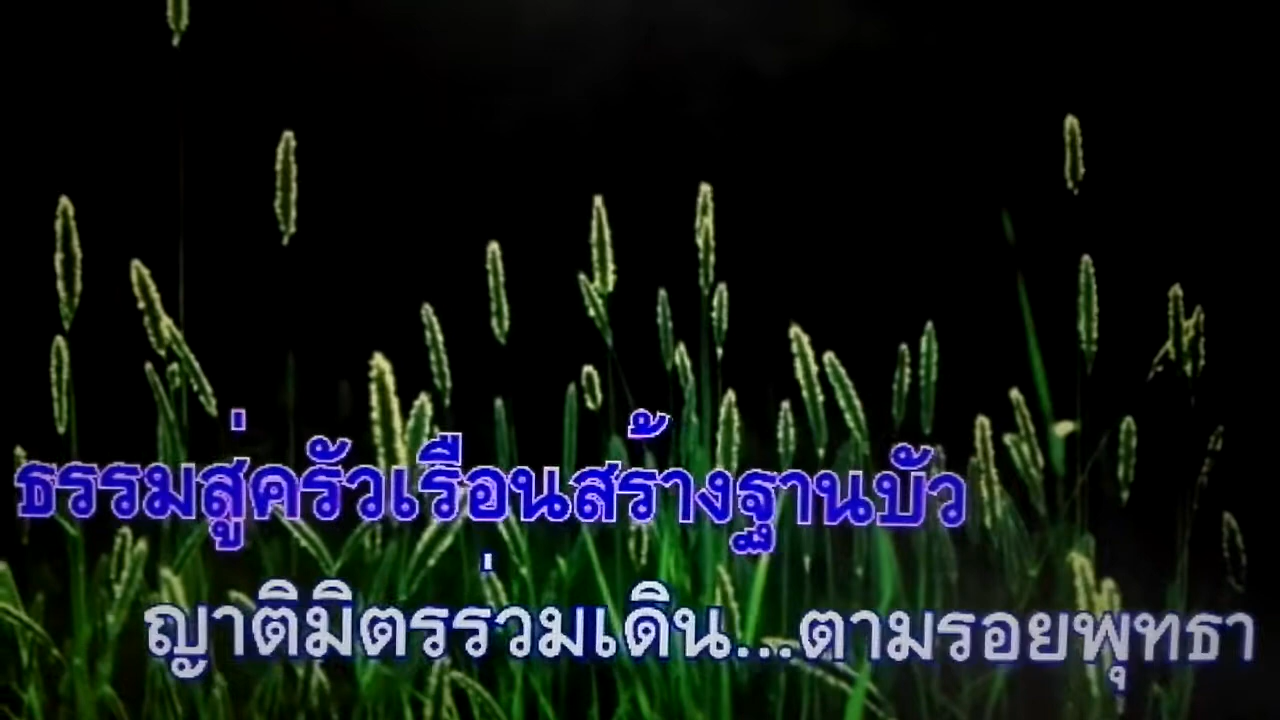 ธรรมสู่ครัวเรือนสร้างฐานบัว
ญาติมิตรร่วมเดิน...ตามรอยพุทธา